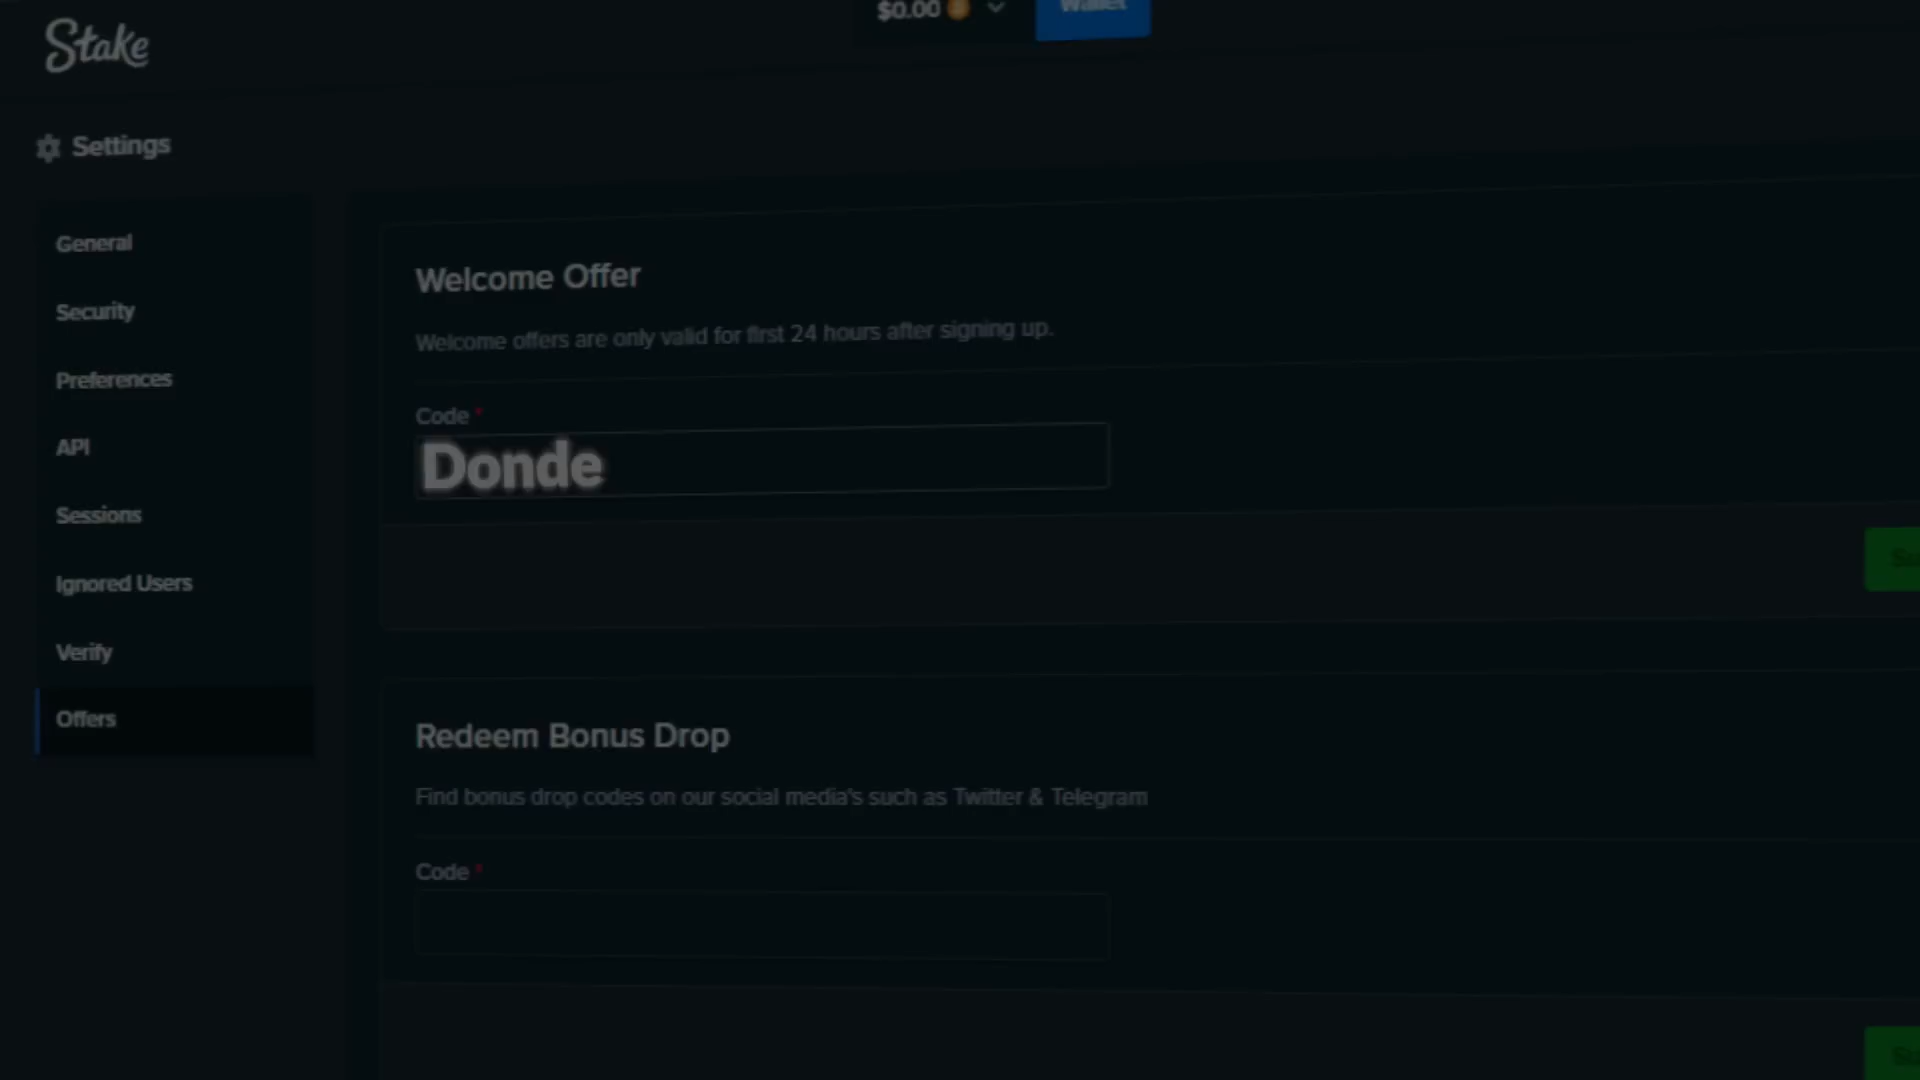 Stake
$0.00
Wallet
Settings
General
Security
Preferences
API
Sessions
Ignored Users
Verify
Offers
Welcome Offer
Welcome offers are only valid for first 24 hours after signing up.
Code *
Donde
Redeem Bonus Drop
Find bonus drop codes on our social media's such as Twitter & Telegram
Code *